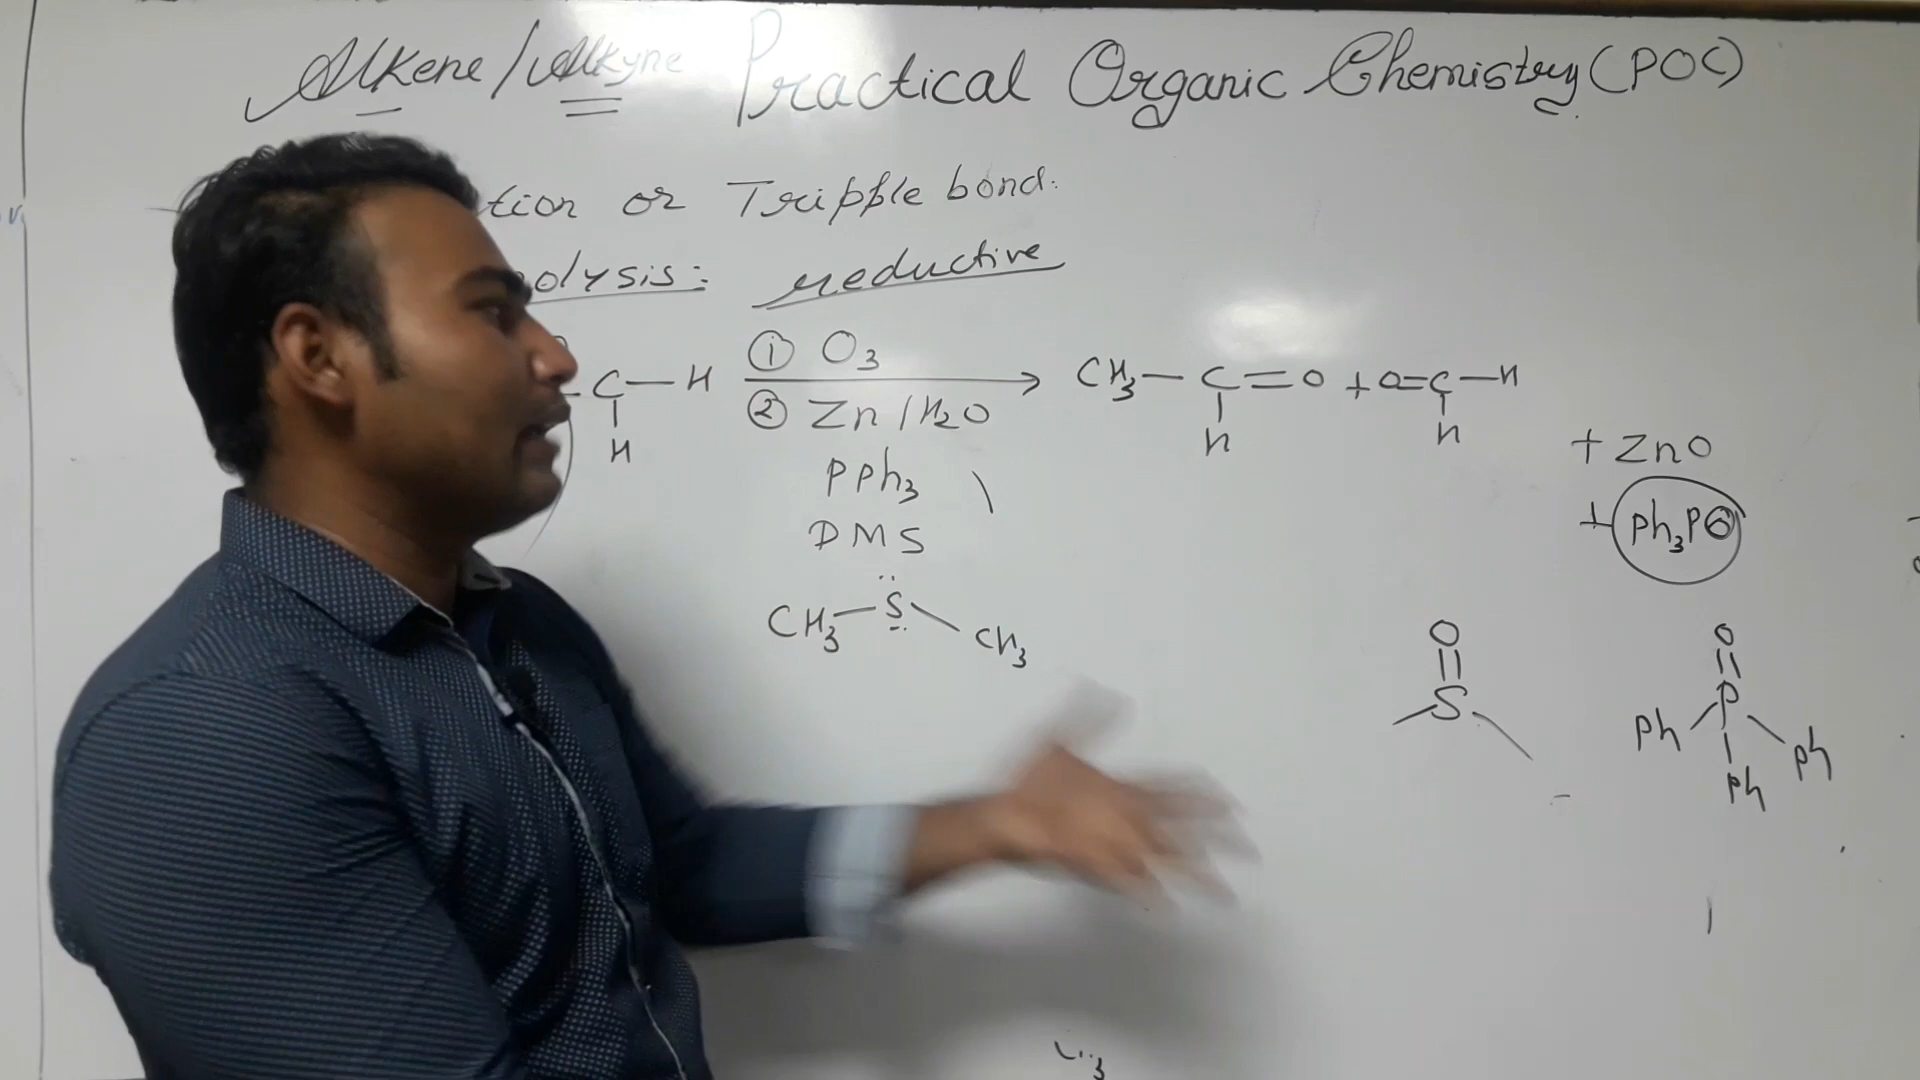 Alkene/Alkyne Practical Organic Chemistry (POC)
tion or Tripple bond.
olysis: reductive
① O3
C—H → CH3—C=O + O=C—H
② Zn/H2O
H H H
+ ZnO
PPh3
+ Ph3PO
DMS
CH3—S—CH3
O O
S P
Ph Ph
Ph